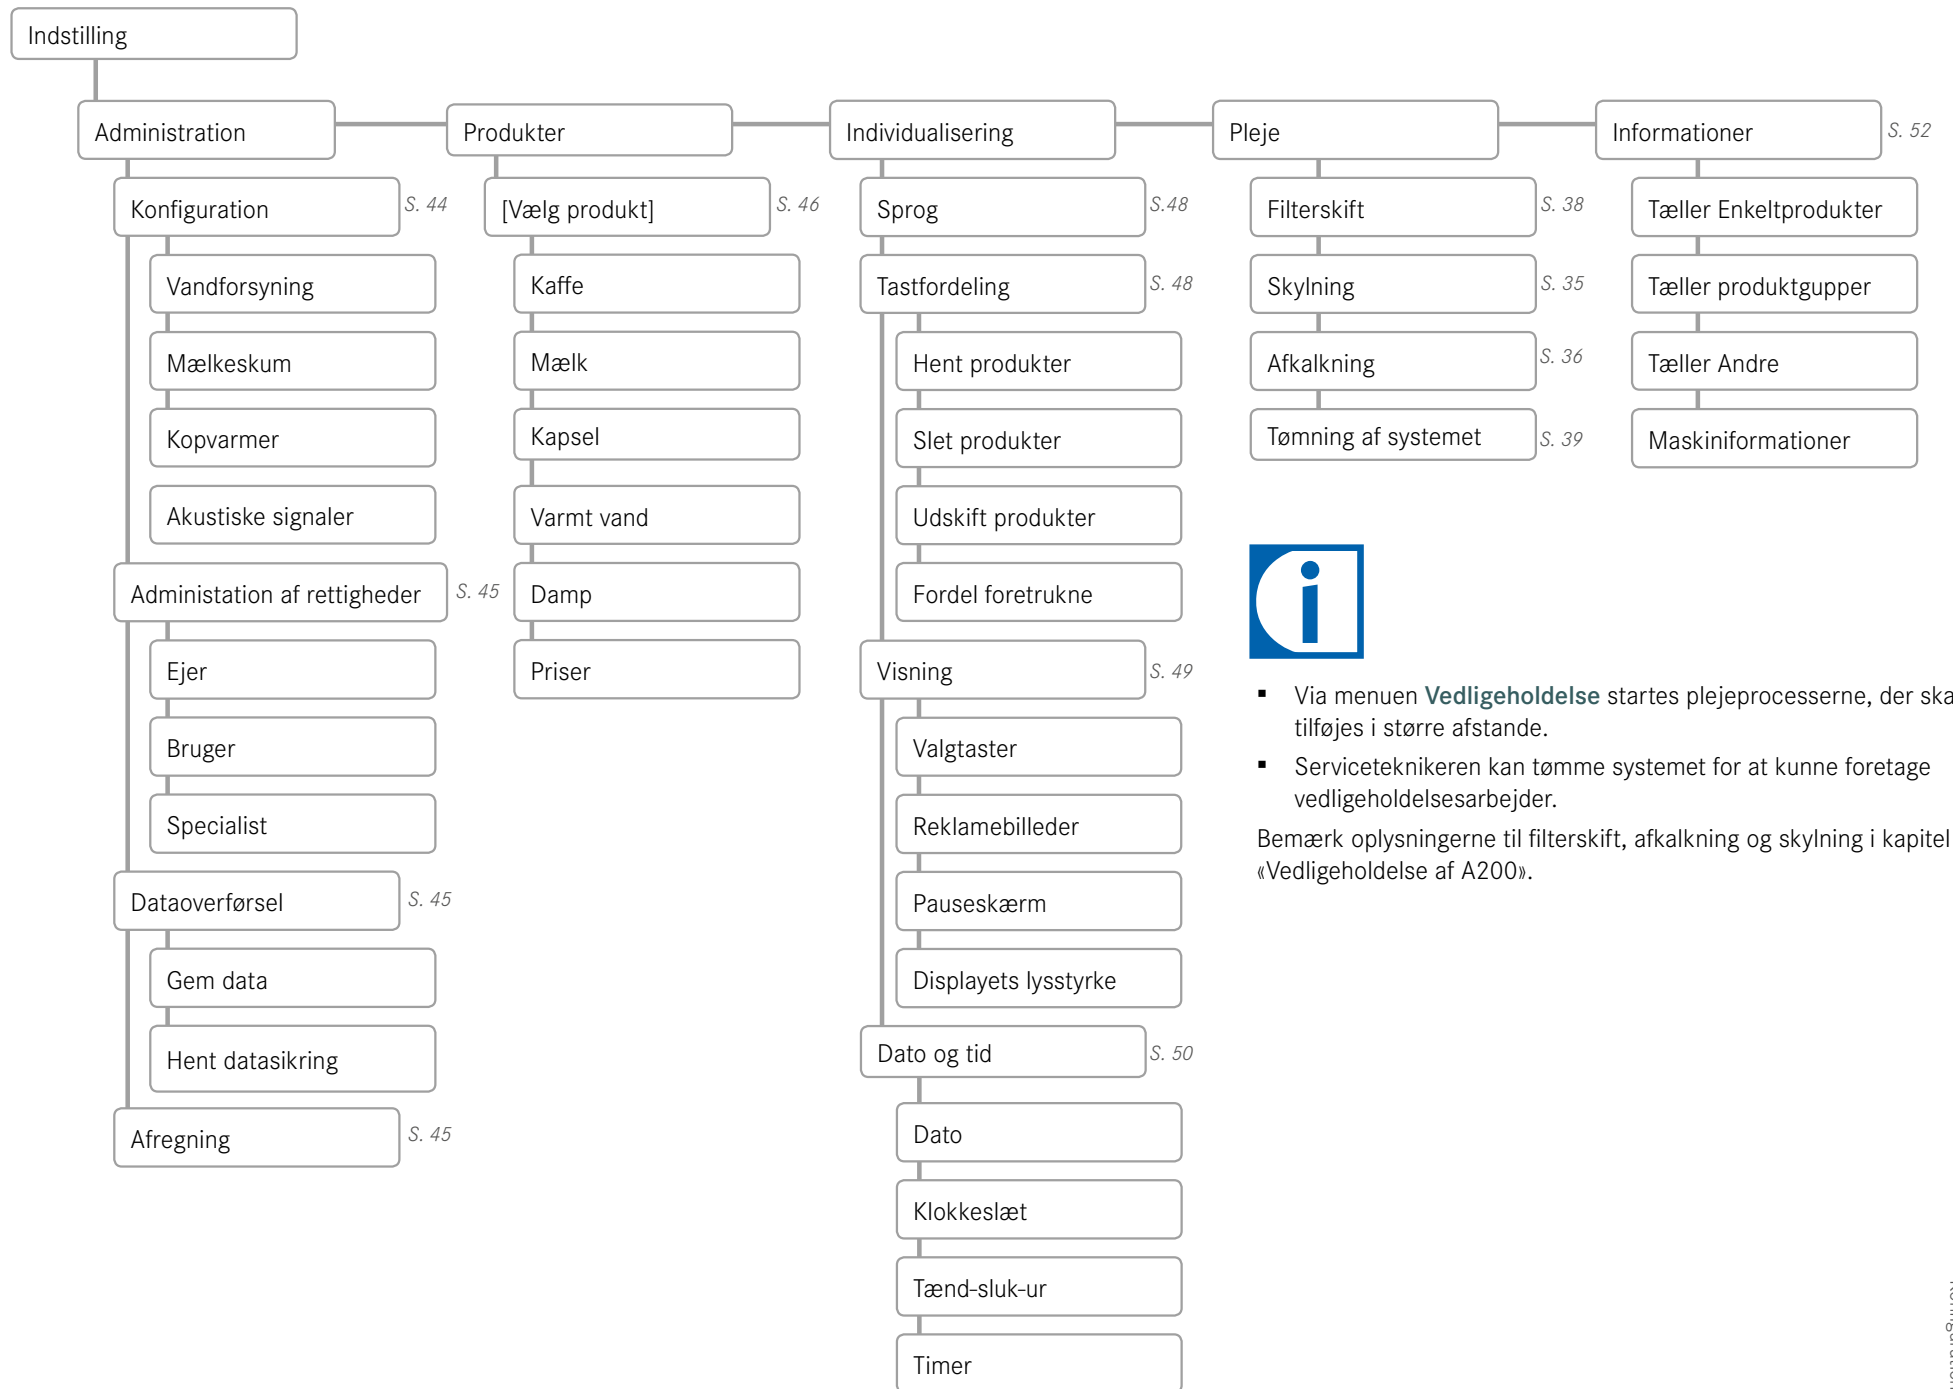 Indstilling
Administration
Konfiguration S. 44
Vandforsyning
Mælkeskum
Kopvarmer
Akustiske signaler
Administation af rettigheder S. 45
Ejer
Bruger
Specialist
Dataoverførsel S. 45
Gem data
Hent datasikring
Afregning S. 45
Produkter
[Vælg produkt] S. 46
Kaffe
Mælk
Kapsel
Varmt vand
Damp
Priser
Individualisering
Sprog S.48
Tastfordeling S. 48
Hent produkter
Slet produkter
Udskift produkter
Fordel foretrukne
Visning S. 49
Valgtaster
Reklamebilleder
Pauseskærm
Displayets lysstyrke
Dato og tid S. 50
Dato
Klokkeslæt
Tænd-sluk-ur
Timer
Pleje
Filterskift S. 38
Skylning S. 35
Afkalkning S. 36
Tømning af systemet S. 39
Informationer S. 52
Tæller Enkeltprodukter
Tæller produktgupper
Tæller Andre
Maskininformationer
i
▪ Via menuen Vedligeholdelse startes plejeprocesserne, der ska
tilføjes i større afstande.
▪ Serviceteknikeren kan tømme systemet for at kunne foretage
vedligeholdelsesarbejder.
Bemærk oplysningerne til filterskift, afkalkning og skylning i kapitel
«Vedligeholdelse af A200».